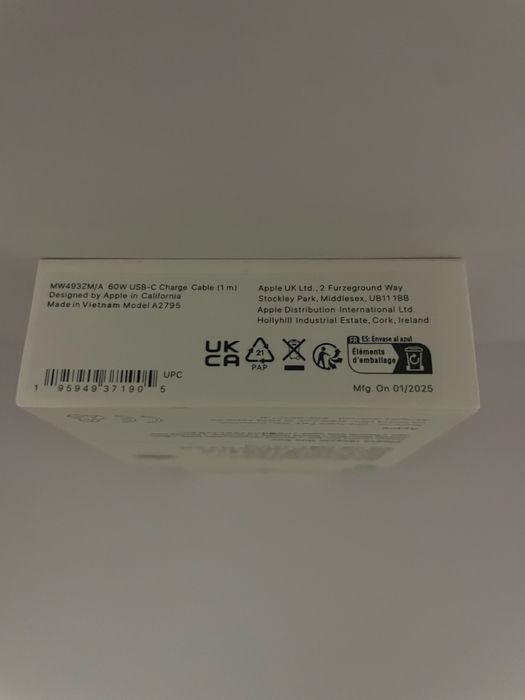 MW493ZM/A 60W USB-C Charge Cable (1 m)
Designed by Apple in California
Made in Vietnam Model A2795
Apple UK Ltd., 2 Furzeground Way
Stockley Park, Middlesex, UB11 1BB
Apple Distribution International Ltd.
Hollyhill Industrial Estate, Cork, Ireland
UK
CA
21
PAP
FR ES: Envase al azul
Éléments
d'emballage
UPC
1 95949 37190 5
Mfg. On 01/2025